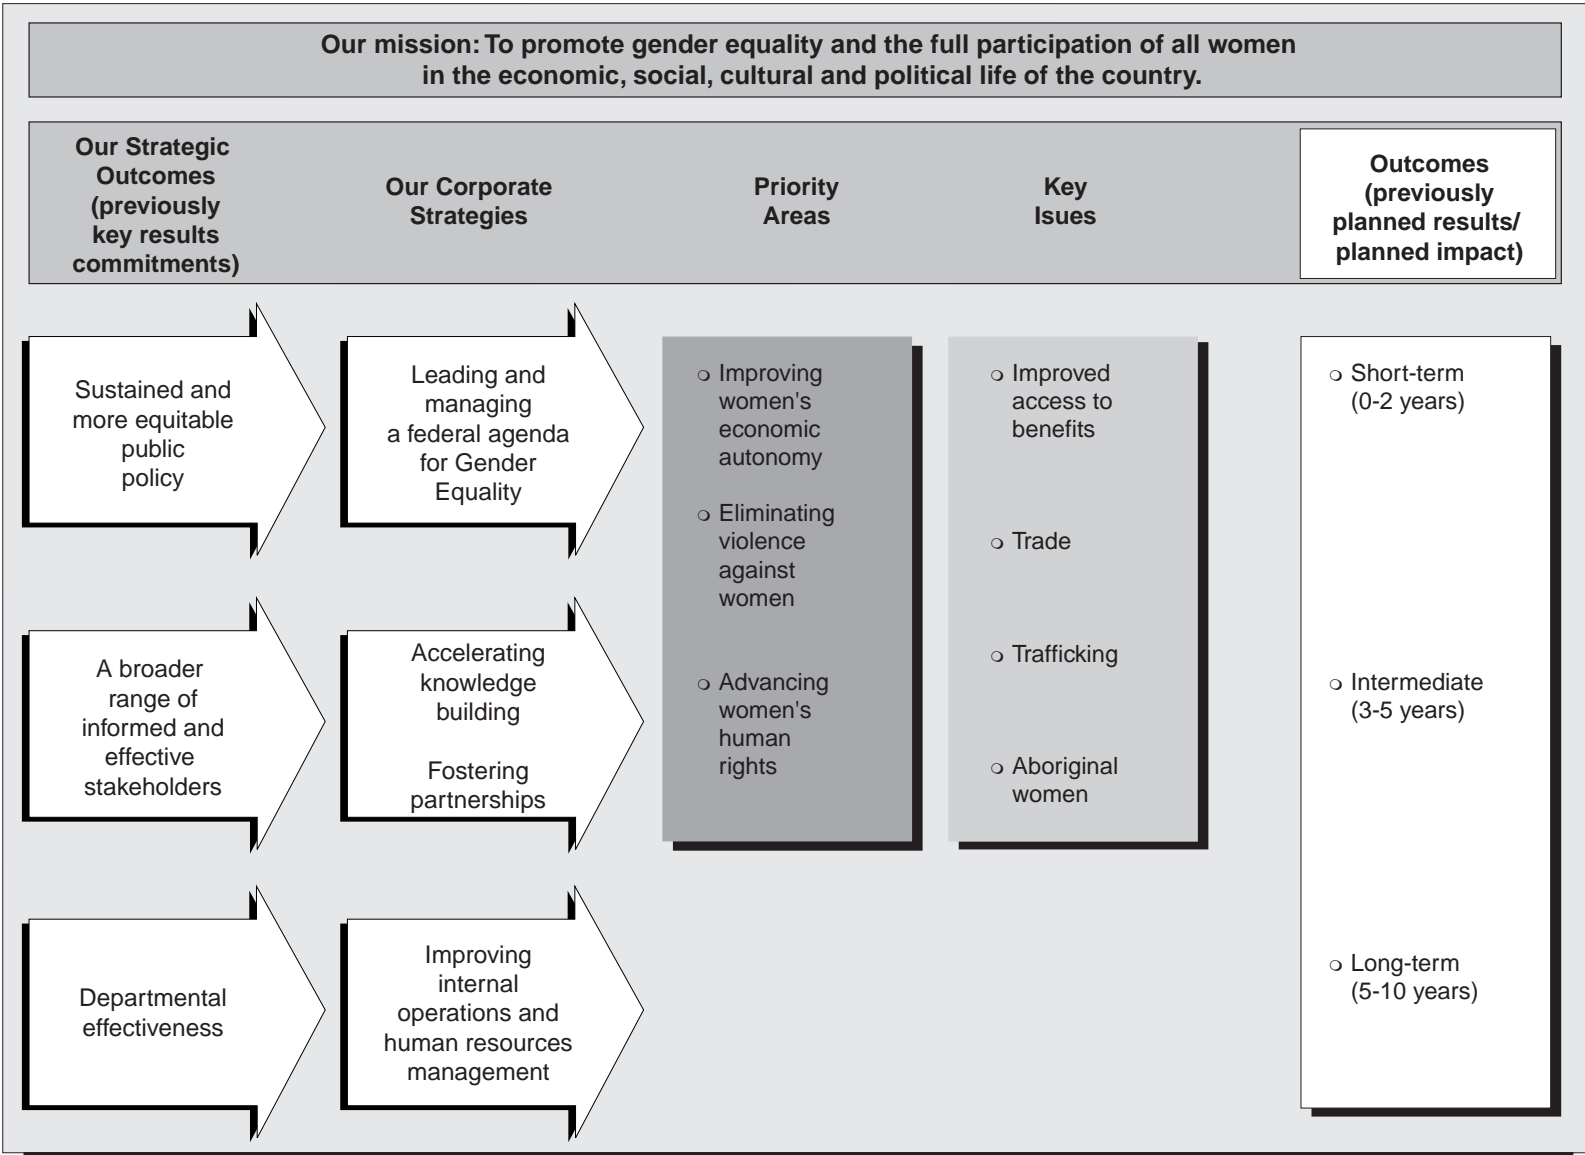 Our mission: To promote gender equality and the full participation of all women
in the economic, social, cultural and political life of the country.
Our Strategic
Outcomes
(previously
key results
commitments)
Our Corporate
Strategies
Priority
Areas
Key
Isues
Outcomes
(previously
planned results/
planned impact)
Sustained and
more equitable
public
policy
Leading and
managing
a federal agenda
for Gender
Equality
A broader
range of
informed and
effective
stakeholders
Accelerating
knowledge
building
Fostering
partnerships
Departmental
effectiveness
Improving
internal
operations and
human resources
management
❍ Improving
women's
economic
autonomy
❍ Eliminating
violence
against
women
❍ Advancing
women's
human
rights
❍ Improved
access to
benefits
❍ Trade
❍ Trafficking
❍ Aboriginal
women
❍ Short-term
(0-2 years)
❍ Intermediate
(3-5 years)
❍ Long-term
(5-10 years)